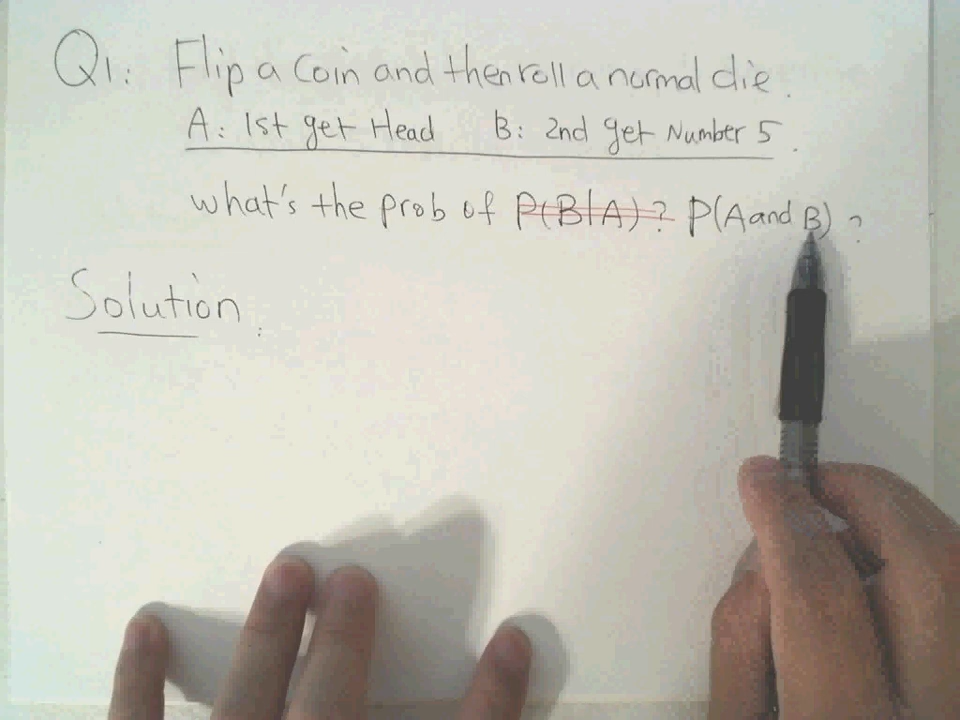 Q1: Flip a Coin and then roll a normal die.
A: 1st get Head B: 2nd get Number 5.
what's the prob of P(B|A)? P(A and B)?
Solution: